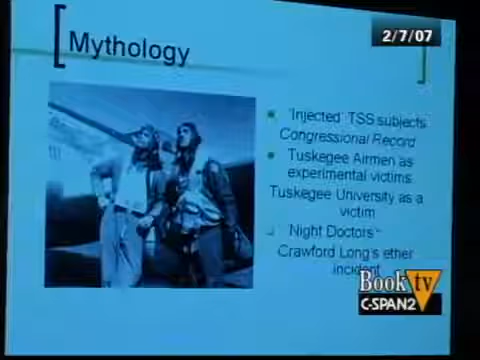 2/7/07
Mythology
'Injected' TSS subjects
Congressional Record
Tuskegee Airmen as
experimental victims
Tuskegee University as a
victim
Night Doctors
Crawford Long's ether
incident
Book tv
C-SPAN2